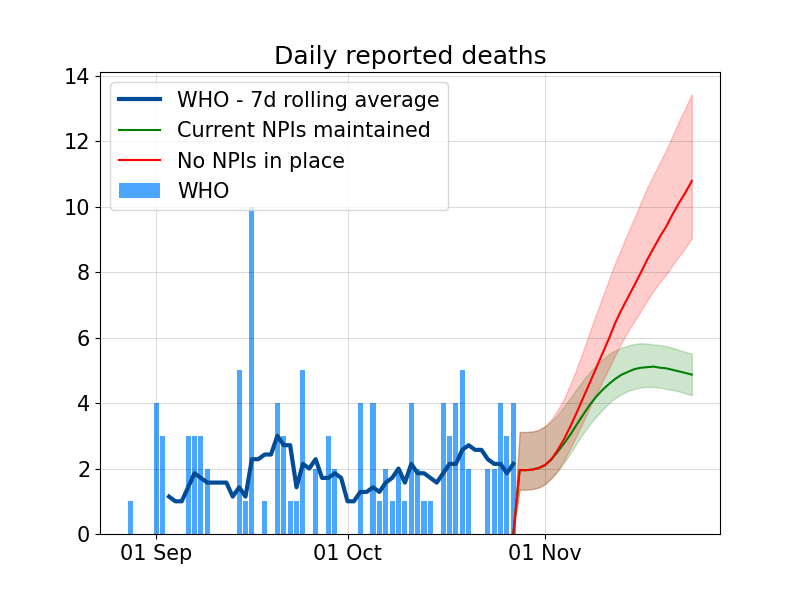 Daily reported deaths
14
12
10
8
6
4
2
0
WHO - 7d rolling average
Current NPIs maintained
No NPIs in place
WHO
01 Sep
01 Oct
01 Nov